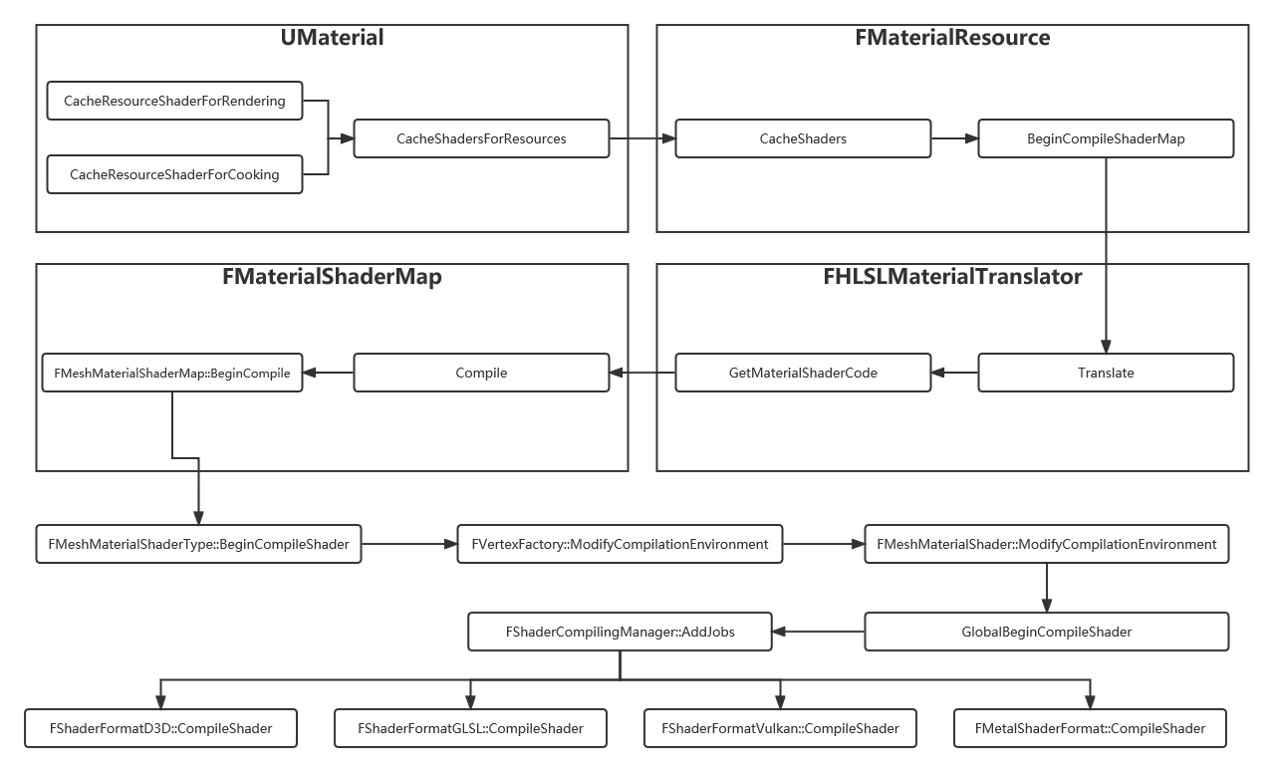 UMaterial
FMaterialResource
CacheResourceShaderForRendering
CacheShadersForResources
CacheShaders
BeginCompileShaderMap
CacheResourceShaderForCooking
FMaterialShaderMap
FHLSLMaterialTranslator
FMeshMaterialShaderMap::BeginCompile
Compile
GetMaterialShaderCode
Translate
FMeshMaterialShaderType::BeginCompileShader
FVertexFactory::ModifyCompilationEnvironment
FMeshMaterialShader::ModifyCompilationEnvironment
FShaderCompilingManager::AddJobs
GlobalBeginCompileShader
FShaderFormatD3D::CompileShader
FShaderFormatGLSL::CompileShader
FShaderFormatVulkan::CompileShader
FMetalShaderFormat::CompileShader